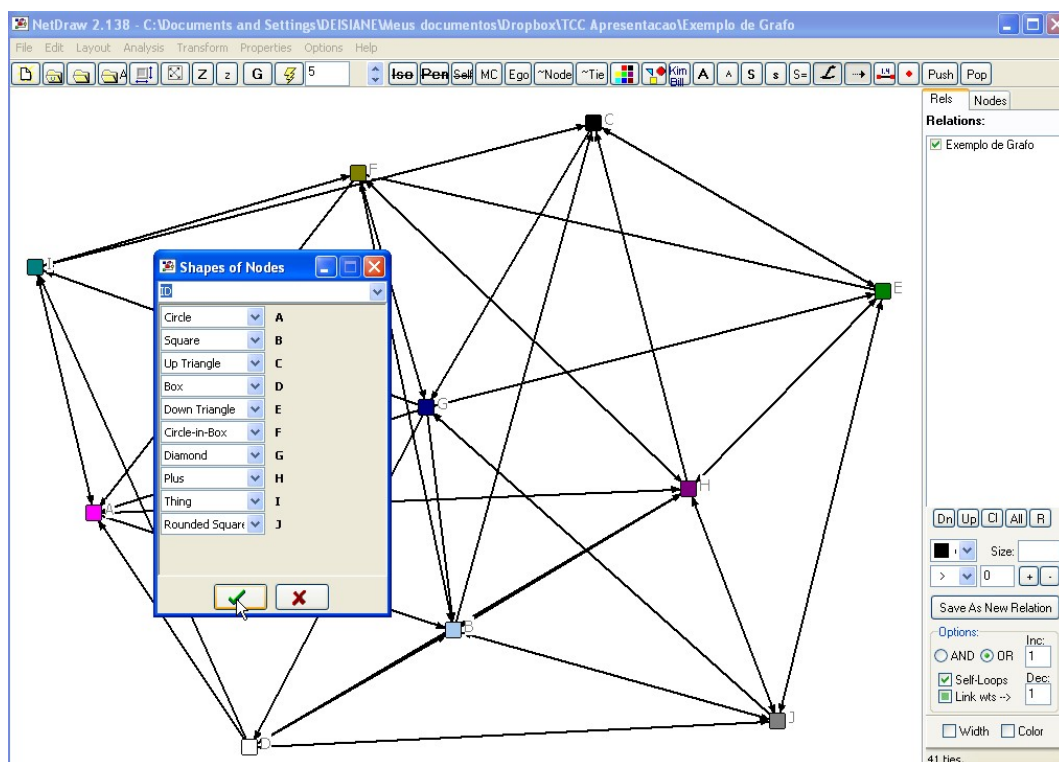 NetDraw 2.138 - C:\Documents and Settings\DEISIANE\Meus documentos\Dropbox\TCC Apresentacao\Exemplo de Grafo
File Edit Layout Analysis Transform Properties Options Help
Z z G 5 Iso Pen Self MC Ego ~Node ~Tie Kim Bill A A S s S= L Push Pop
Rels Nodes
Relations:
Exemplo de Grafo
C
F
I
E
G
A
H
B
J
D
Shapes of Nodes
ID
Circle A
Square B
Up Triangle C
Box D
Down Triangle E
Circle-in-Box F
Diamond G
Plus H
Thing I
Rounded Square J
Dn Up Cl All R
Size:
> 0 + -
Save As New Relation
Options:
AND OR
Inc:
1
Self-Loops
Dec:
Link wts -->
1
Width Color
41 ties.